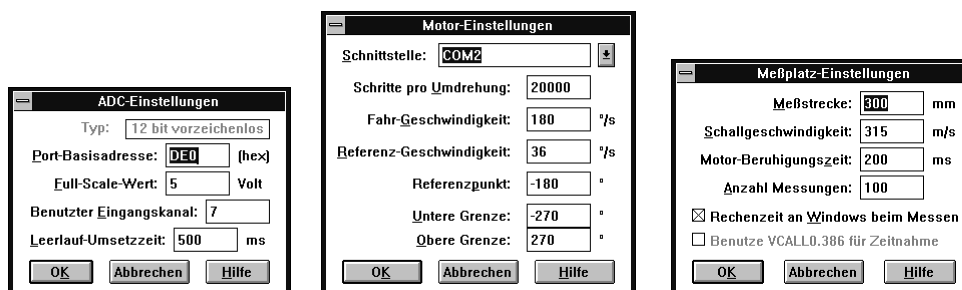 ADC-Einstellungen
Typ: 12 bit vorzeichenlos
Port-Basisadresse: DE0 (hex)
Full-Scale-Wert: 5 Volt
Benutzter Eingangskanal: 7
Leerlauf-Umsetzzeit: 500 ms
OK Abbrechen Hilfe
Motor-Einstellungen
Schnittstelle: COM2
Schritte pro Umdrehung: 20000
Fahr-Geschwindigkeit: 180 °/s
Referenz-Geschwindigkeit: 36 °/s
Referenzpunkt: -180 °
Untere Grenze: -270 °
Obere Grenze: 270 °
OK Abbrechen Hilfe
Meßplatz-Einstellungen
Meßstrecke: 300 mm
Schallgeschwindigkeit: 315 m/s
Motor-Beruhigungszeit: 200 ms
Anzahl Messungen: 100
Rechenzeit an Windows beim Messen
Benutze VCALL0.386 für Zeitnahme
OK Abbrechen Hilfe